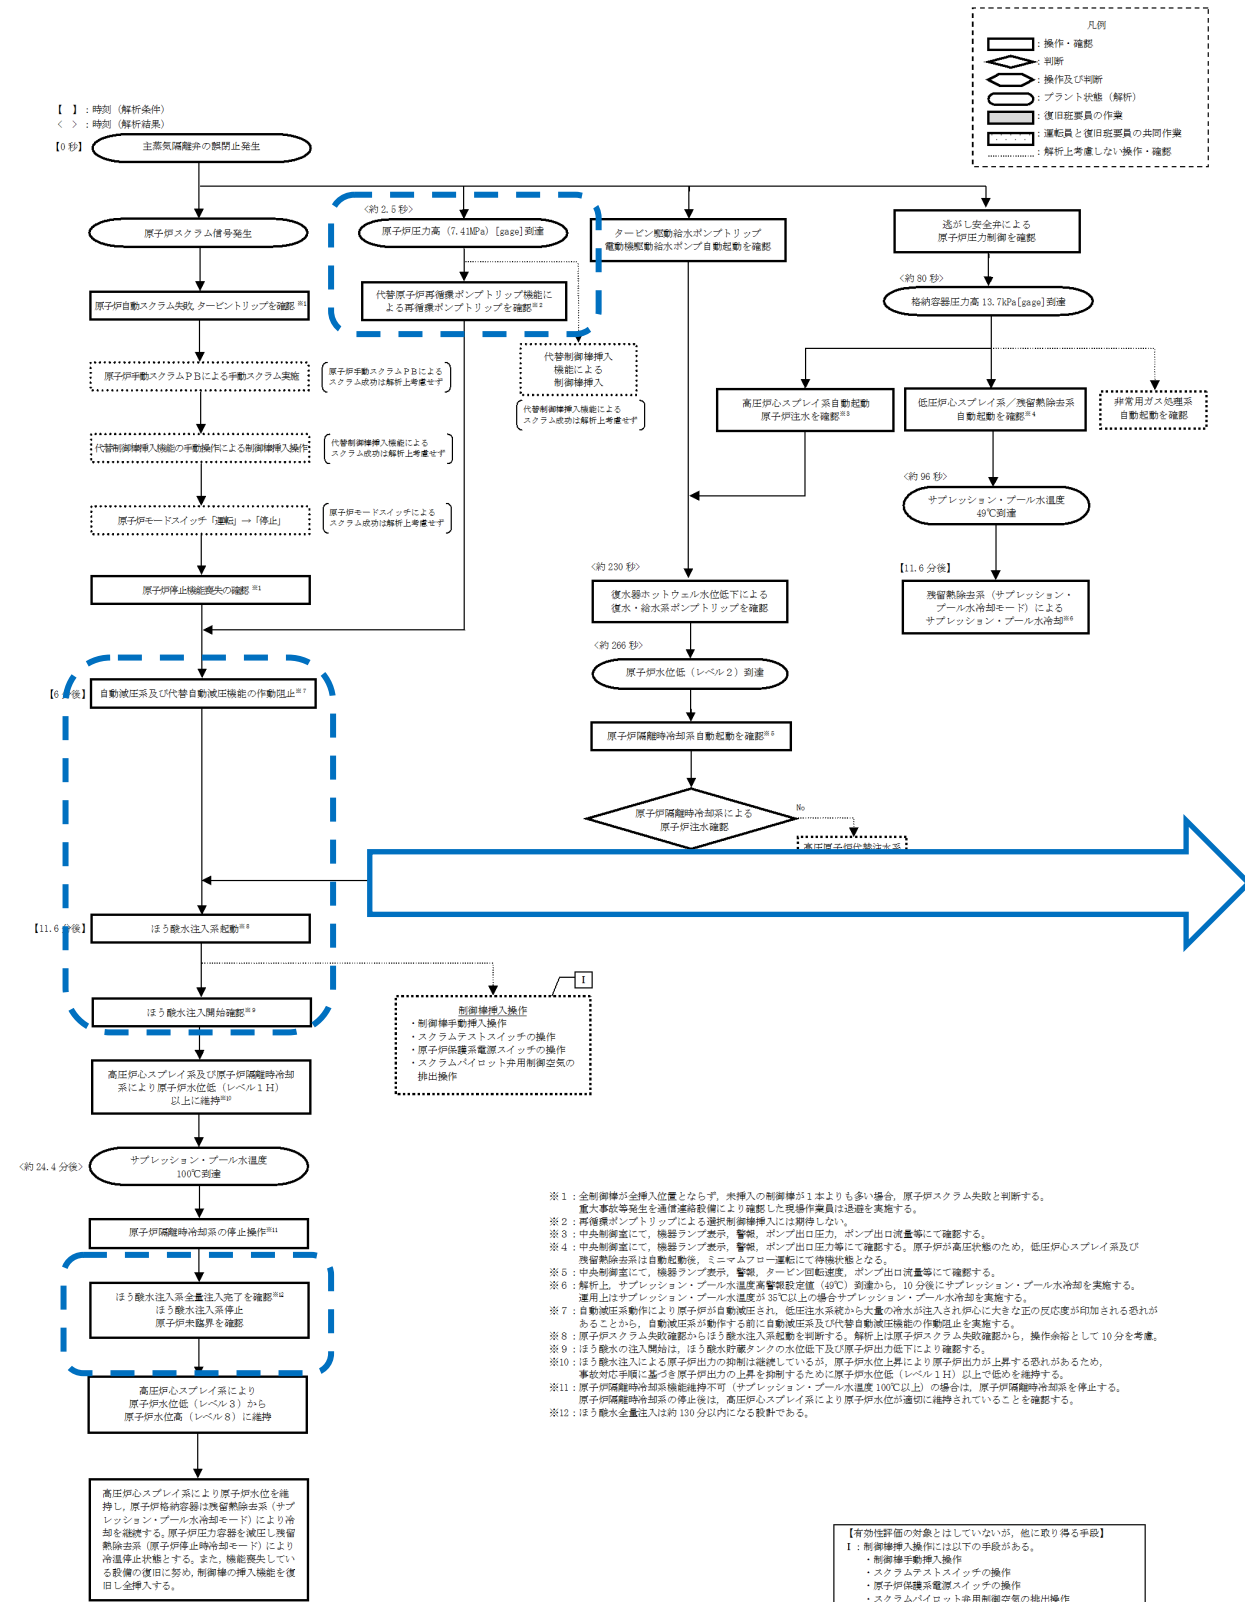 凡例
：操作・確認
：判断
：操作及び判断
：プラント状態（解析）
：復旧班要員の作業
：運転員と復旧班要員の共同作業
：解析上考慮しない操作・確認
【　】：時刻（解析条件）
＜　＞：時刻（解析結果）
【0 秒】
主蒸気隔離弁の誤閉止発生
原子炉スクラム信号発生
原子炉自動スクラム失敗,タービントリップを確認※1
原子炉手動スクラムＰＢによる手動スクラム実施
原子炉手動スクラムＰＢによる
スクラム成功は解析上考慮せず
代替制御棒挿入機能の手動操作による制御棒挿入操作
代替制御棒挿入機能による
スクラム成功は解析上考慮せず
原子炉モードスイッチ「運転」→「停止」
原子炉モードスイッチによる
スクラム成功は解析上考慮せず
原子炉停止機能喪失の確認※1
＜約 2.5 秒＞
原子炉圧力高（7.41MPa）[gage]到達
代替原子炉再循環ポンプトリップ機能に
よる再循環ポンプトリップを確認※2
代替制御棒挿入
機能による
制御棒挿入
代替制御棒挿入機能による
スクラム成功は解析上考慮せず
タービン駆動給水ポンプトリップ
電動機駆動給水ポンプ自動起動を確認
逃がし安全弁による
原子炉圧力制御を確認
＜約 80 秒＞
格納容器圧力高 13.7kPa[gage]到達
高圧炉心スプレイ系自動起動
原子炉注水を確認※3
低圧炉心スプレイ系／残留熱除去系
自動起動を確認※4
非常用ガス処理系
自動起動を確認
＜約 96 秒＞
サプレッション・プール水温度
49℃到達
【11.6 分後】
残留熱除去系（サプレッション・
プール水冷却モード）による
サプレッション・プール水冷却※6
＜約 230 秒＞
復水器ホットウェル水位低下による
復水・給水系ポンプトリップを確認
＜約 266 秒＞
原子炉水位低（レベル２）到達
原子炉隔離時冷却系自動起動を確認※5
原子炉隔離時冷却系による
原子炉注水確認
No
高圧原子炉代替注水系
【6 分後】
自動減圧系及び代替自動減圧機能の作動阻止※7
【11.6 分後】
ほう酸水注入系起動※8
ほう酸水注入開始確認※9
Ⅰ
制御棒挿入操作
・制御棒手動挿入操作
・スクラムテストスイッチの操作
・原子炉保護系電源スイッチの操作
・スクラムパイロット弁用制御空気の
排出操作
高圧炉心スプレイ系及び原子炉隔離時冷却
系により原子炉水位低（レベル１Ｈ）
以上に維持※10
＜約 24.4 分後＞
サプレッション・プール水温度
100℃到達
原子炉隔離時冷却系の停止操作※11
ほう酸水注入系全量注入完了を確認※12
ほう酸水注入系停止
原子炉未臨界を確認
高圧炉心スプレイ系により
原子炉水位低（レベル３）から
原子炉水位高（レベル８）に維持
高圧炉心スプレイ系により原子炉水位を維
持し，原子炉格納容器は残留熱除去系（サプ
レッション・プール水冷却モード）により冷
却を継続する。原子炉圧力容器を減圧し残留
熱除去系（原子炉停止時冷却モード）により
冷温停止状態とする。また，機能喪失してい
る設備の復旧に努め，制御棒の挿入機能を復
旧し全挿入する。
※１：全制御棒が全挿入位置とならず，未挿入の制御棒が１本よりも多い場合，原子炉スクラム失敗と判断する。
重大事故等発生を通信連絡設備により確認した現場作業員は退避を実施する。
※２：再循環ポンプトリップによる選択制御棒挿入には期待しない。
※３：中央制御室にて，機器ランプ表示，警報，ポンプ出口圧力，ポンプ出口流量等にて確認する。
※４：中央制御室にて，機器ランプ表示，警報，ポンプ出口圧力等にて確認する。原子炉が高圧状態のため，低圧炉心スプレイ系及び
残留熱除去系は自動起動後，ミニマムフロー運転にて待機状態となる。
※５：中央制御室にて，機器ランプ表示，警報，タービン回転速度，ポンプ出口流量等にて確認する。
※６：解析上，サプレッション・プール水温度高警報設定値（49℃）到達から，10 分後にサプレッション・プール水冷却を実施する。
運用上はサプレッション・プール水温度が 35℃以上の場合サプレッション・プール水冷却を実施する。
※７：自動減圧系動作により原子炉が自動減圧され，低圧注水系統から大量の冷水が注入され炉心に大きな正の反応度が印加される恐れが
あることから，自動減圧系が動作する前に自動減圧系及び代替自動減圧機能の作動阻止を実施する。
※８：原子炉スクラム失敗確認からほう酸水注入系起動を判断する。解析上は原子炉スクラム失敗確認から，操作余裕として 10 分を考慮。
※９：ほう酸水の注入開始は，ほう酸水貯蔵タンクの水位低下及び原子炉出力低下により確認する。
※10：ほう酸水注入による原子炉出力の抑制は継続しているが，原子炉水位上昇により原子炉出力が上昇する恐れがあるため，
事故対応手順に基づき原子炉出力の上昇を抑制するために原子炉水位低（レベル１Ｈ）以上で低めを維持する。
※11：原子炉隔離時冷却系機能維持不可（サプレッション・プール水温度 100℃以上）の場合は，原子炉隔離時冷却系を停止する。
原子炉隔離時冷却系の停止後は，高圧炉心スプレイ系により原子炉水位が適切に維持されていることを確認する。
※12：ほう酸水全量注入は約 130 分以内になる設計である。
【有効性評価の対象とはしていないが，他に取り得る手段】
Ⅰ：制御棒挿入操作には以下の手段がある。
・制御棒手動挿入操作
・スクラムテストスイッチの操作
・原子炉保護系電源スイッチの操作
・スクラムパイロット弁用制御空気の排出操作